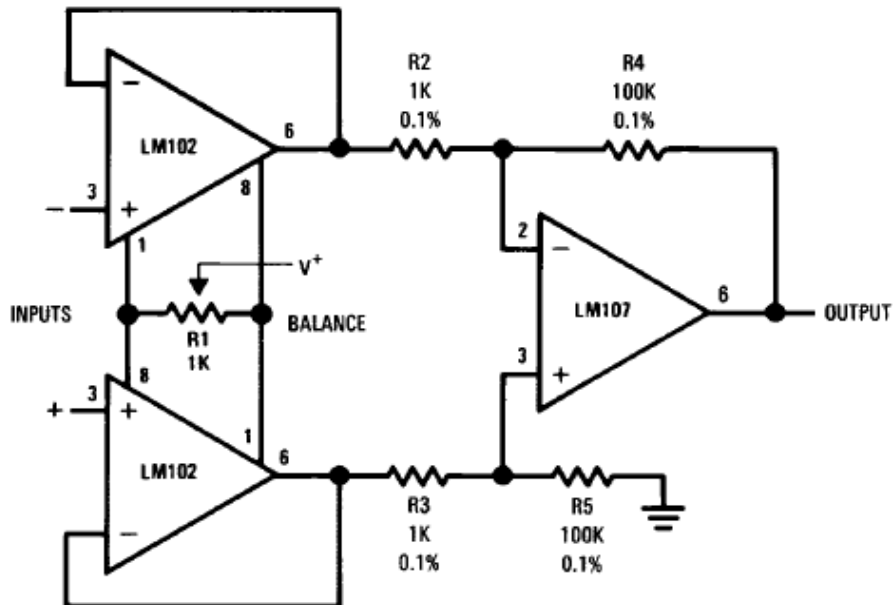 R2
1K
0.1%
R4
100K
0.1%
−
LM102
6
8
− 3 +
1
2 −
V+
INPUTS
R1
1K
BALANCE
LM107
6
OUTPUT
8
3 +
+ 3 +
1
LM102
6
−
R3
1K
0.1%
R5
100K
0.1%